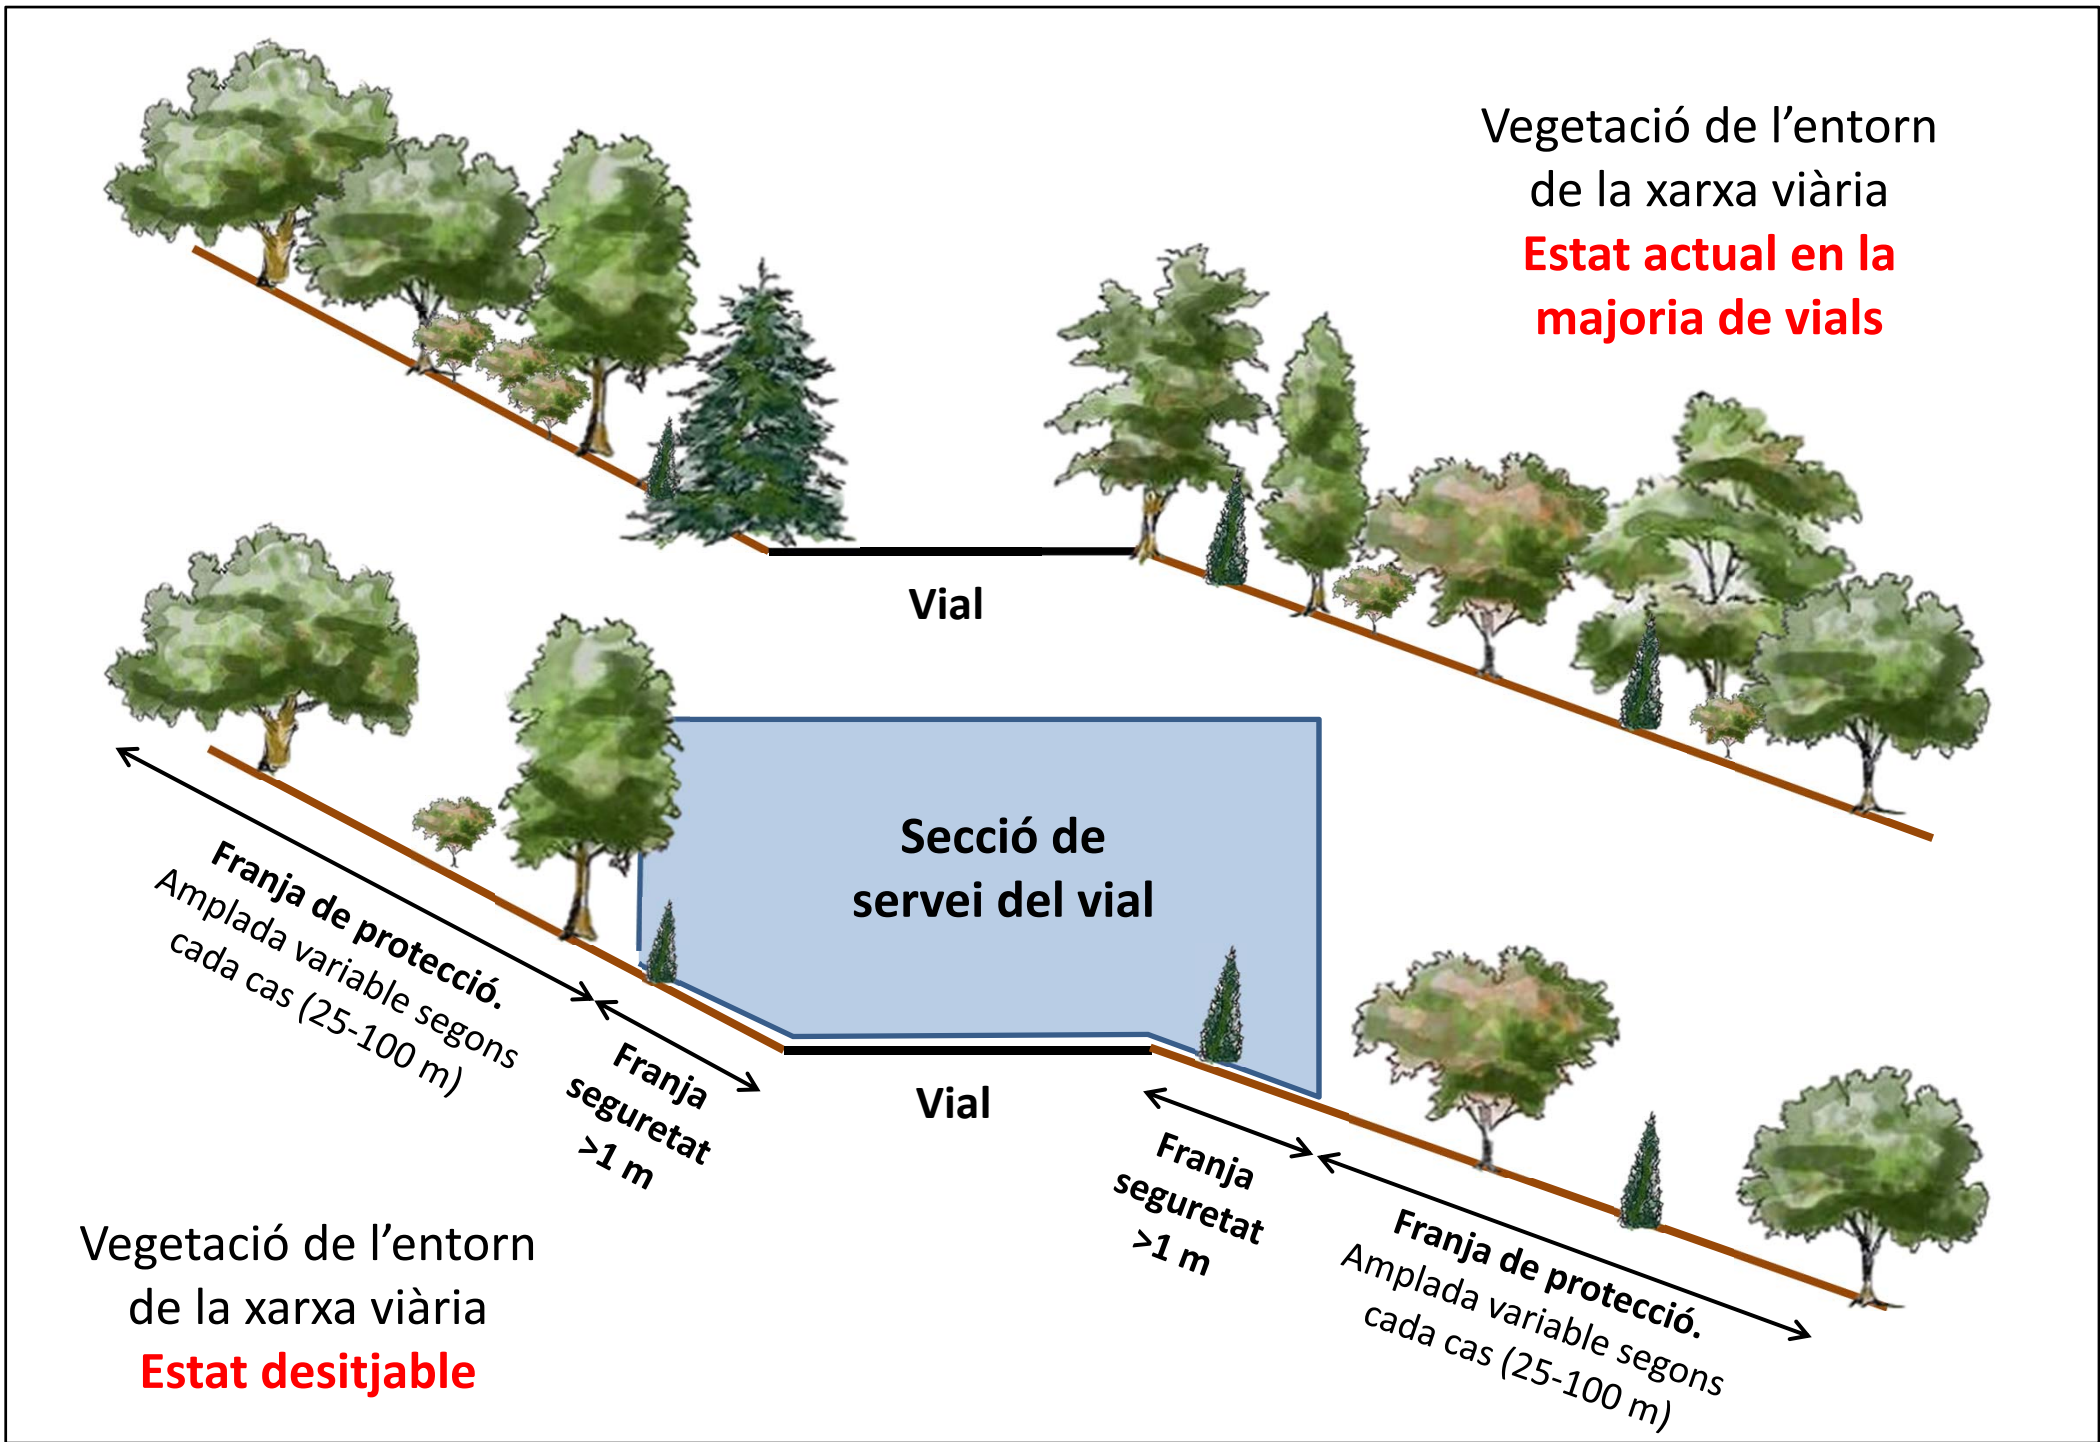 Vegetació de l’entorn
de la xarxa viària
Estat actual en la
majoria de vials
Vial
Secció de
servei del vial
Franja de protecció.
Amplada variable segons
cada cas (25-100 m)
Franja
seguretat
>1 m
Vial
Franja
seguretat
>1 m
Franja de protecció.
Amplada variable segons
cada cas (25-100 m)
Vegetació de l’entorn
de la xarxa viària
Estat desitjable